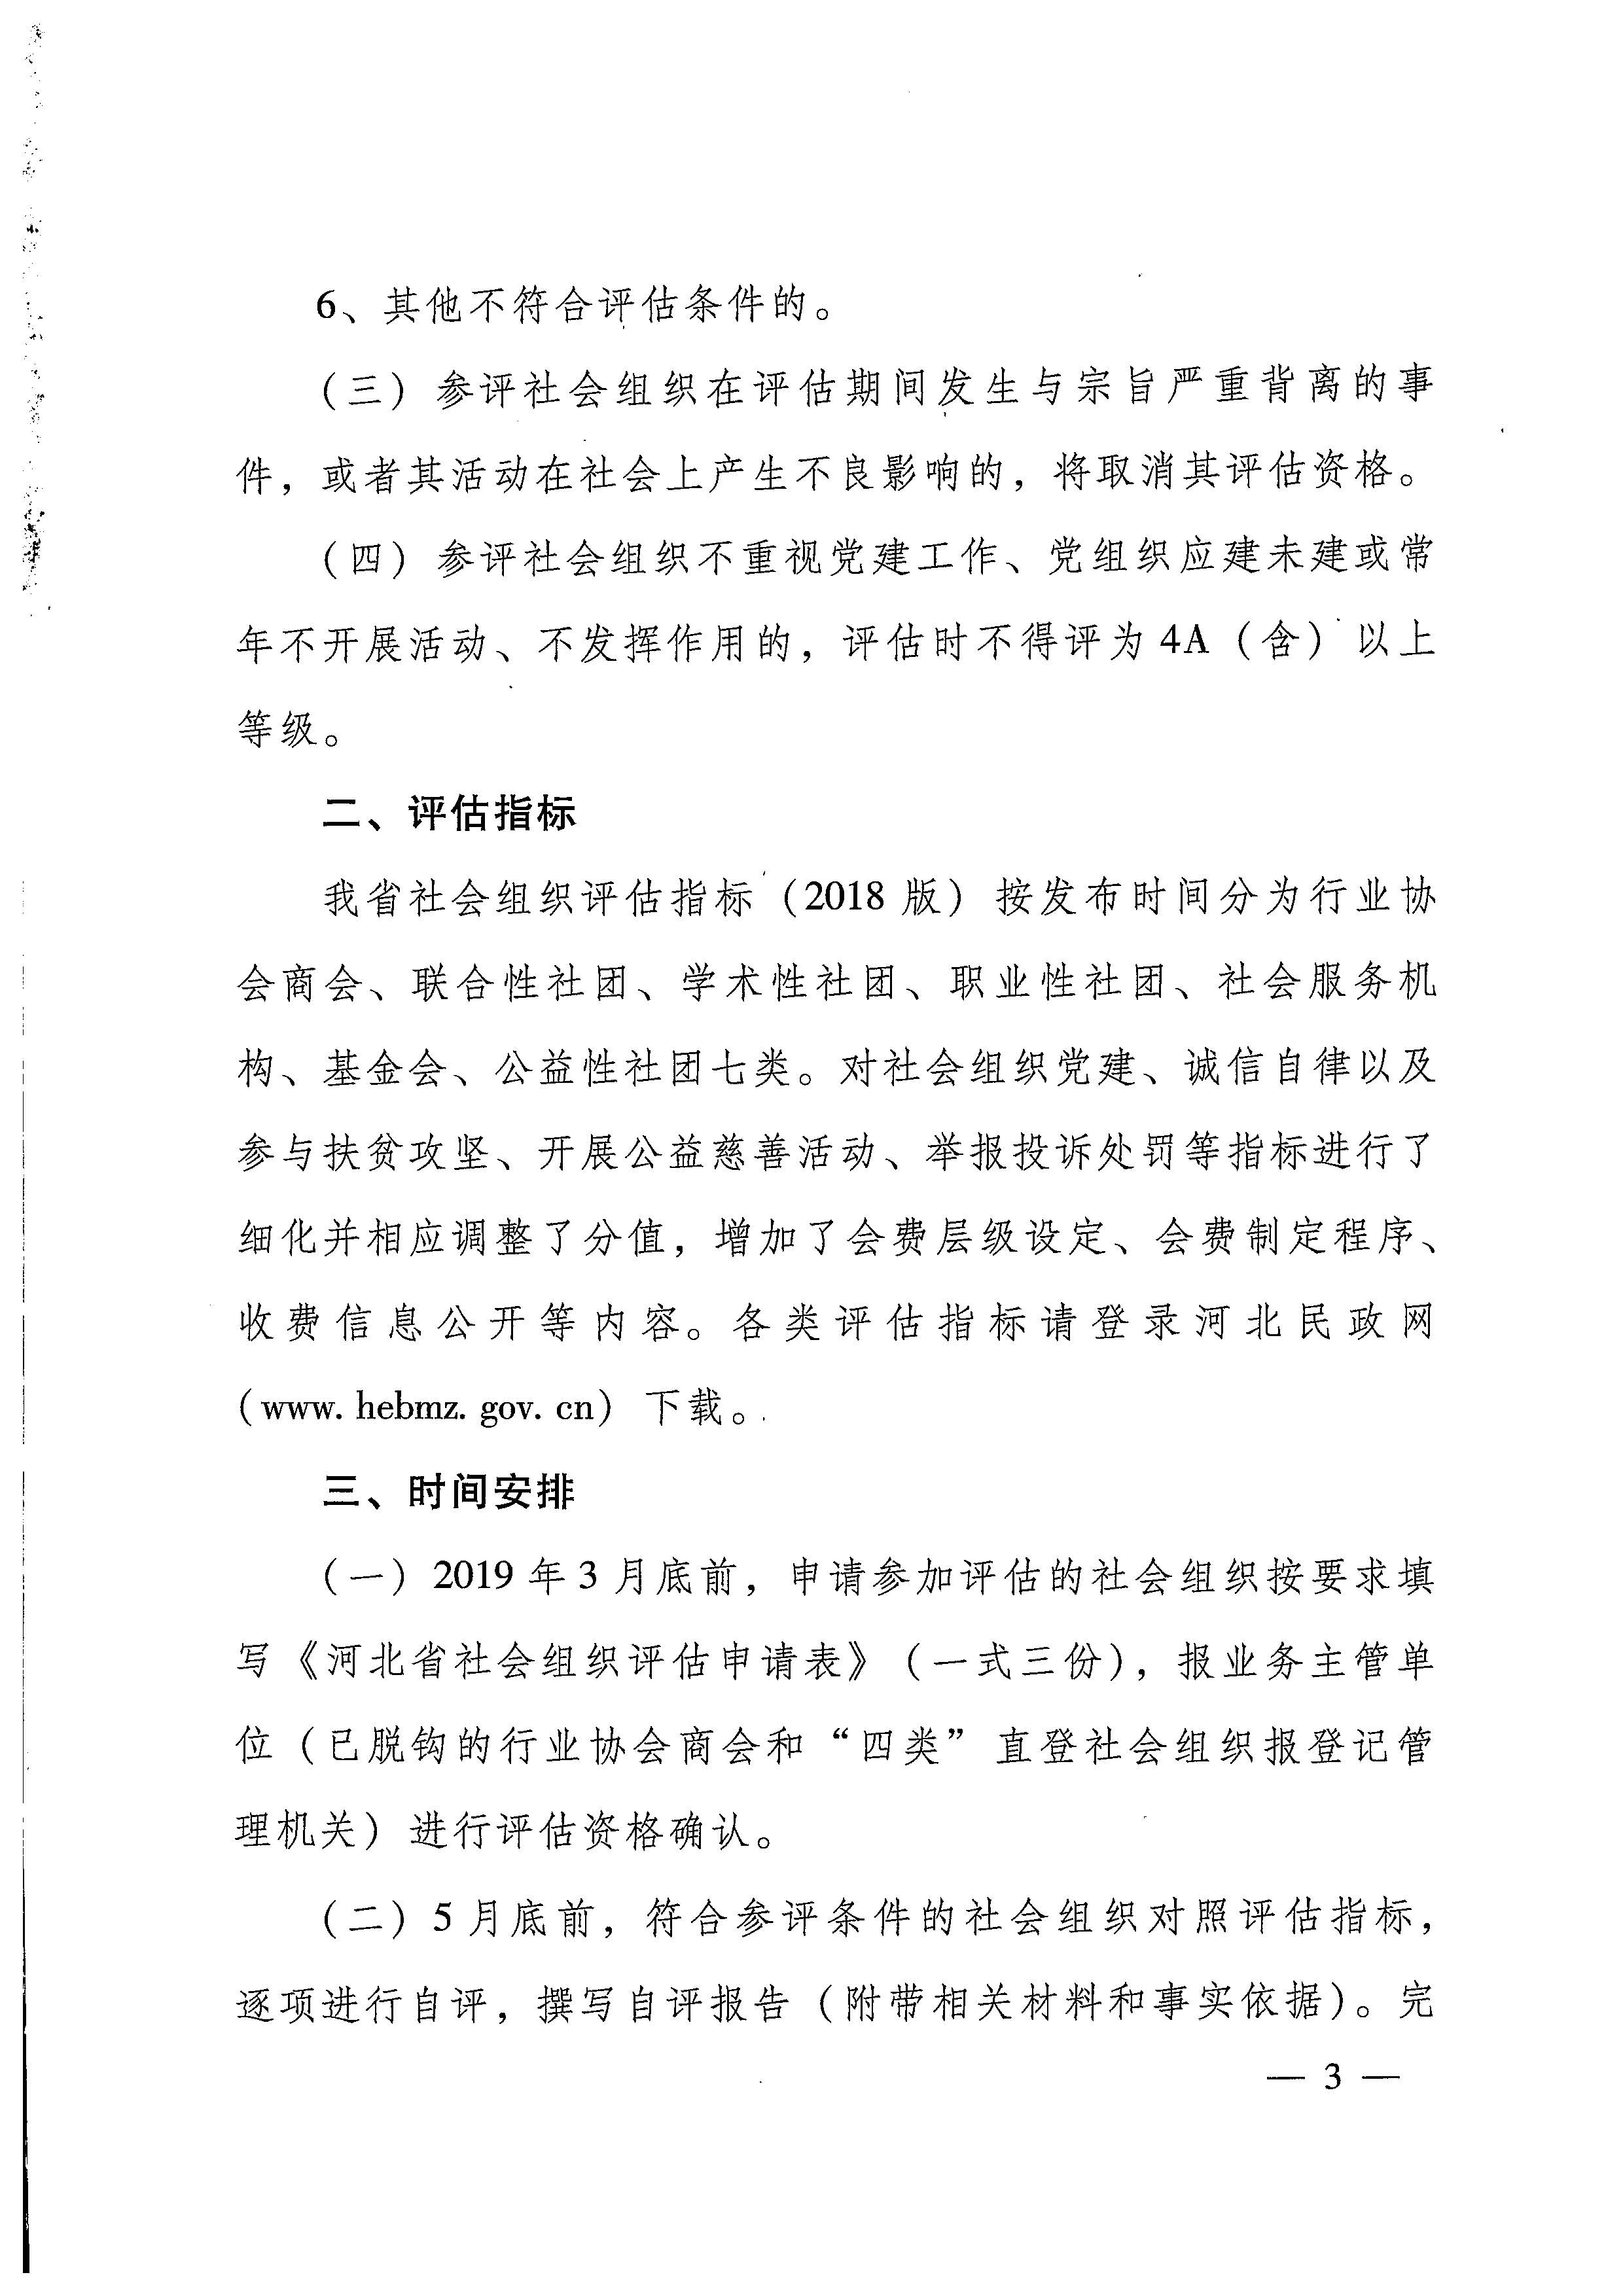 6、其他不符合评估条件的。
（三）参评社会组织在评估期间发生与宗旨严重背离的事
件，或者其活动在社会上产生不良影响的，将取消其评估资格。
（四）参评社会组织不重视党建工作、党组织应建未建或常
年不开展活动、不发挥作用的，评估时不得评为 4A（含）以上
等级。
二、评估指标
我省社会组织评估指标（2018 版）按发布时间分为行业协
会商会、联合性社团、学术性社团、职业性社团、社会服务机
构、基金会、公益性社团七类。对社会组织党建、诚信自律以及
参与扶贫攻坚、开展公益慈善活动、举报投诉处罚等指标进行了
细化并相应调整了分值，增加了会费层级设定、会费制定程序、
收费信息公开等内容。各类评估指标请登录河北民政网
（www. hebmz. gov. cn）下载。
三、时间安排
（一）2019 年 3 月底前，申请参加评估的社会组织按要求填
写《河北省社会组织评估申请表》（一式三份），报业务主管单
位（已脱钩的行业协会商会和“四类”直登社会组织报登记管
理机关）进行评估资格确认。
（二）5 月底前，符合参评条件的社会组织对照评估指标，
逐项进行自评，撰写自评报告（附带相关材料和事实依据）。完
— 3 —